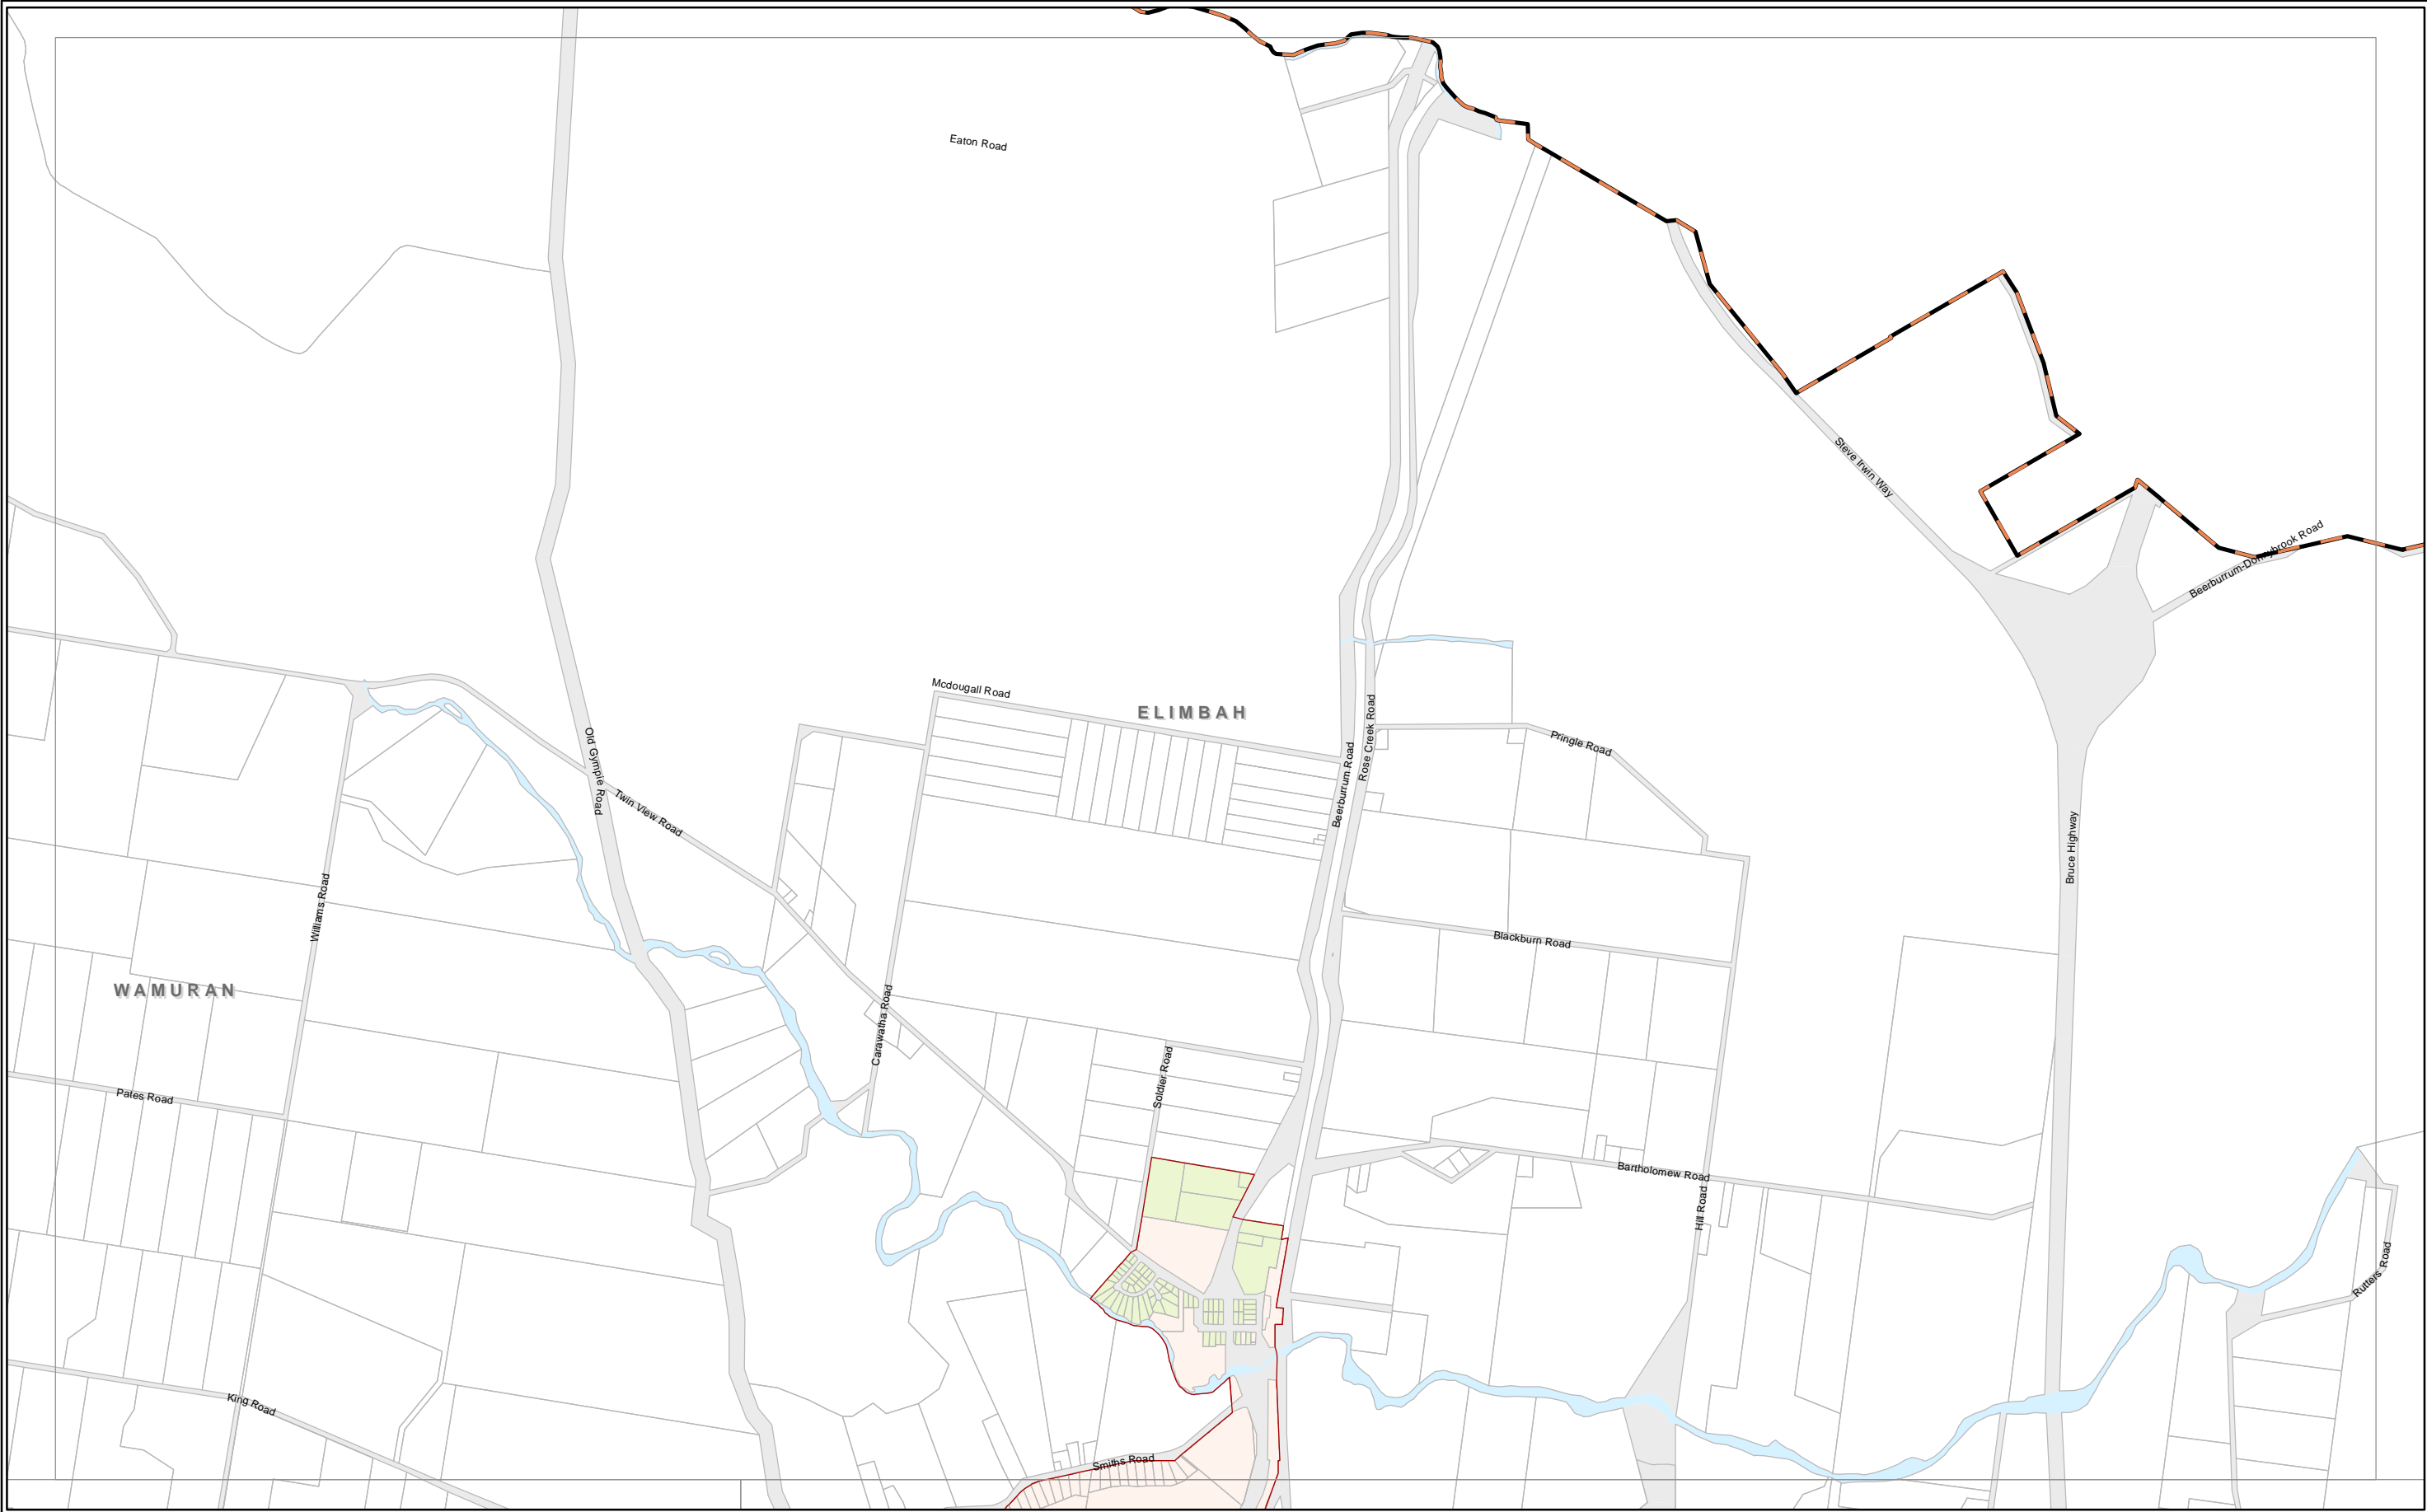 Eaton Road
Steve Irwin Way
Beerburrum-Donnybrook Road
Mcdougall Road
ELIMBAH
Rose Creek Road
Pringle Road
Old Gympie Road
Beerburrum Road
Twin View Road
Bruce Highway
Williams Road
Blackburn Road
WAMURAN
Carawatha Road
Soldier Road
Pates Road
Bartholomew Road
Hill Road
Rutters Road
King Road
Smiths Road